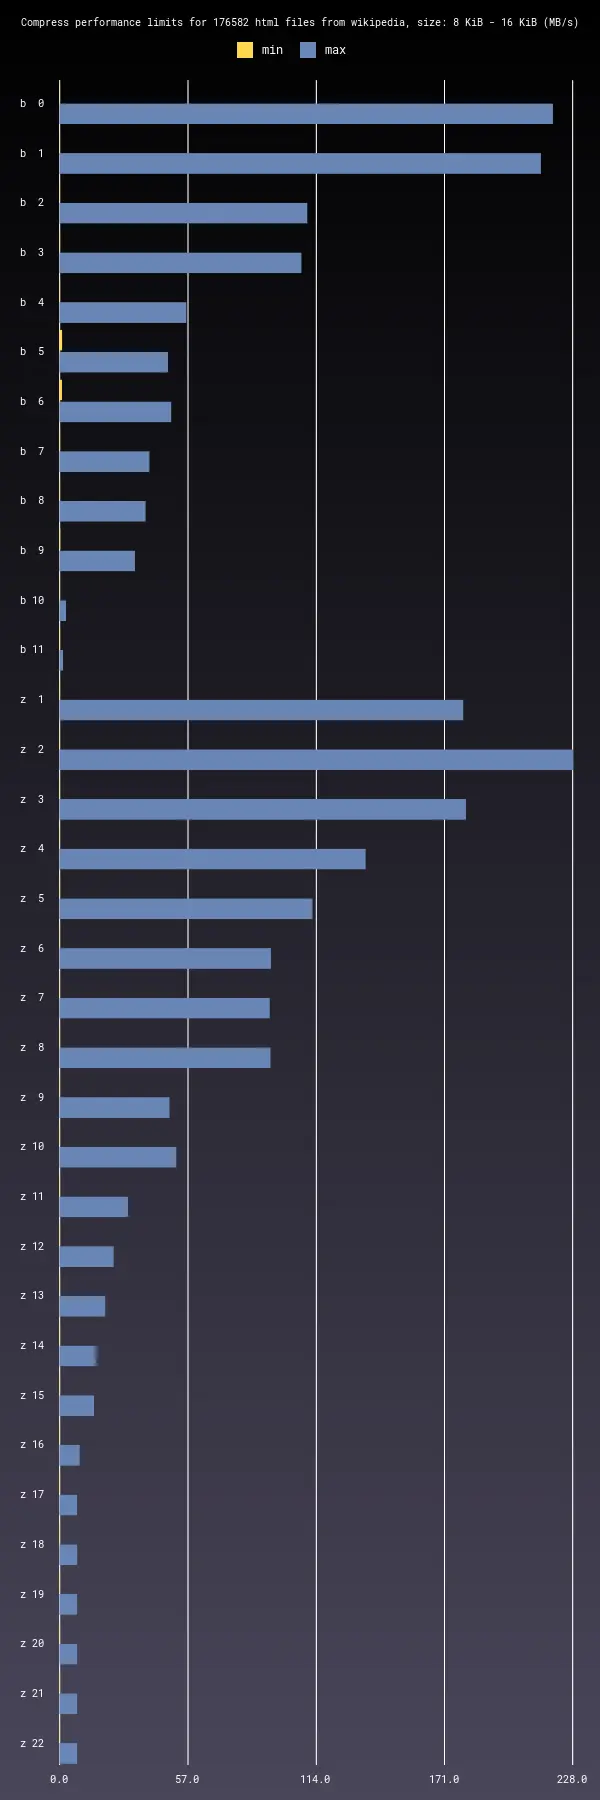 Compress performance limits for 176582 html files from wikipedia, size: 8 KiB - 16 KiB (MB/s)
min max
b 0
b 1
b 2
b 3
b 4
b 5
b 6
b 7
b 8
b 9
b 10
b 11
z 1
z 2
z 3
z 4
z 5
z 6
z 7
z 8
z 9
z 10
z 11
z 12
z 13
z 14
z 15
z 16
z 17
z 18
z 19
z 20
z 21
z 22
0.0 57.0 114.0 171.0 228.0